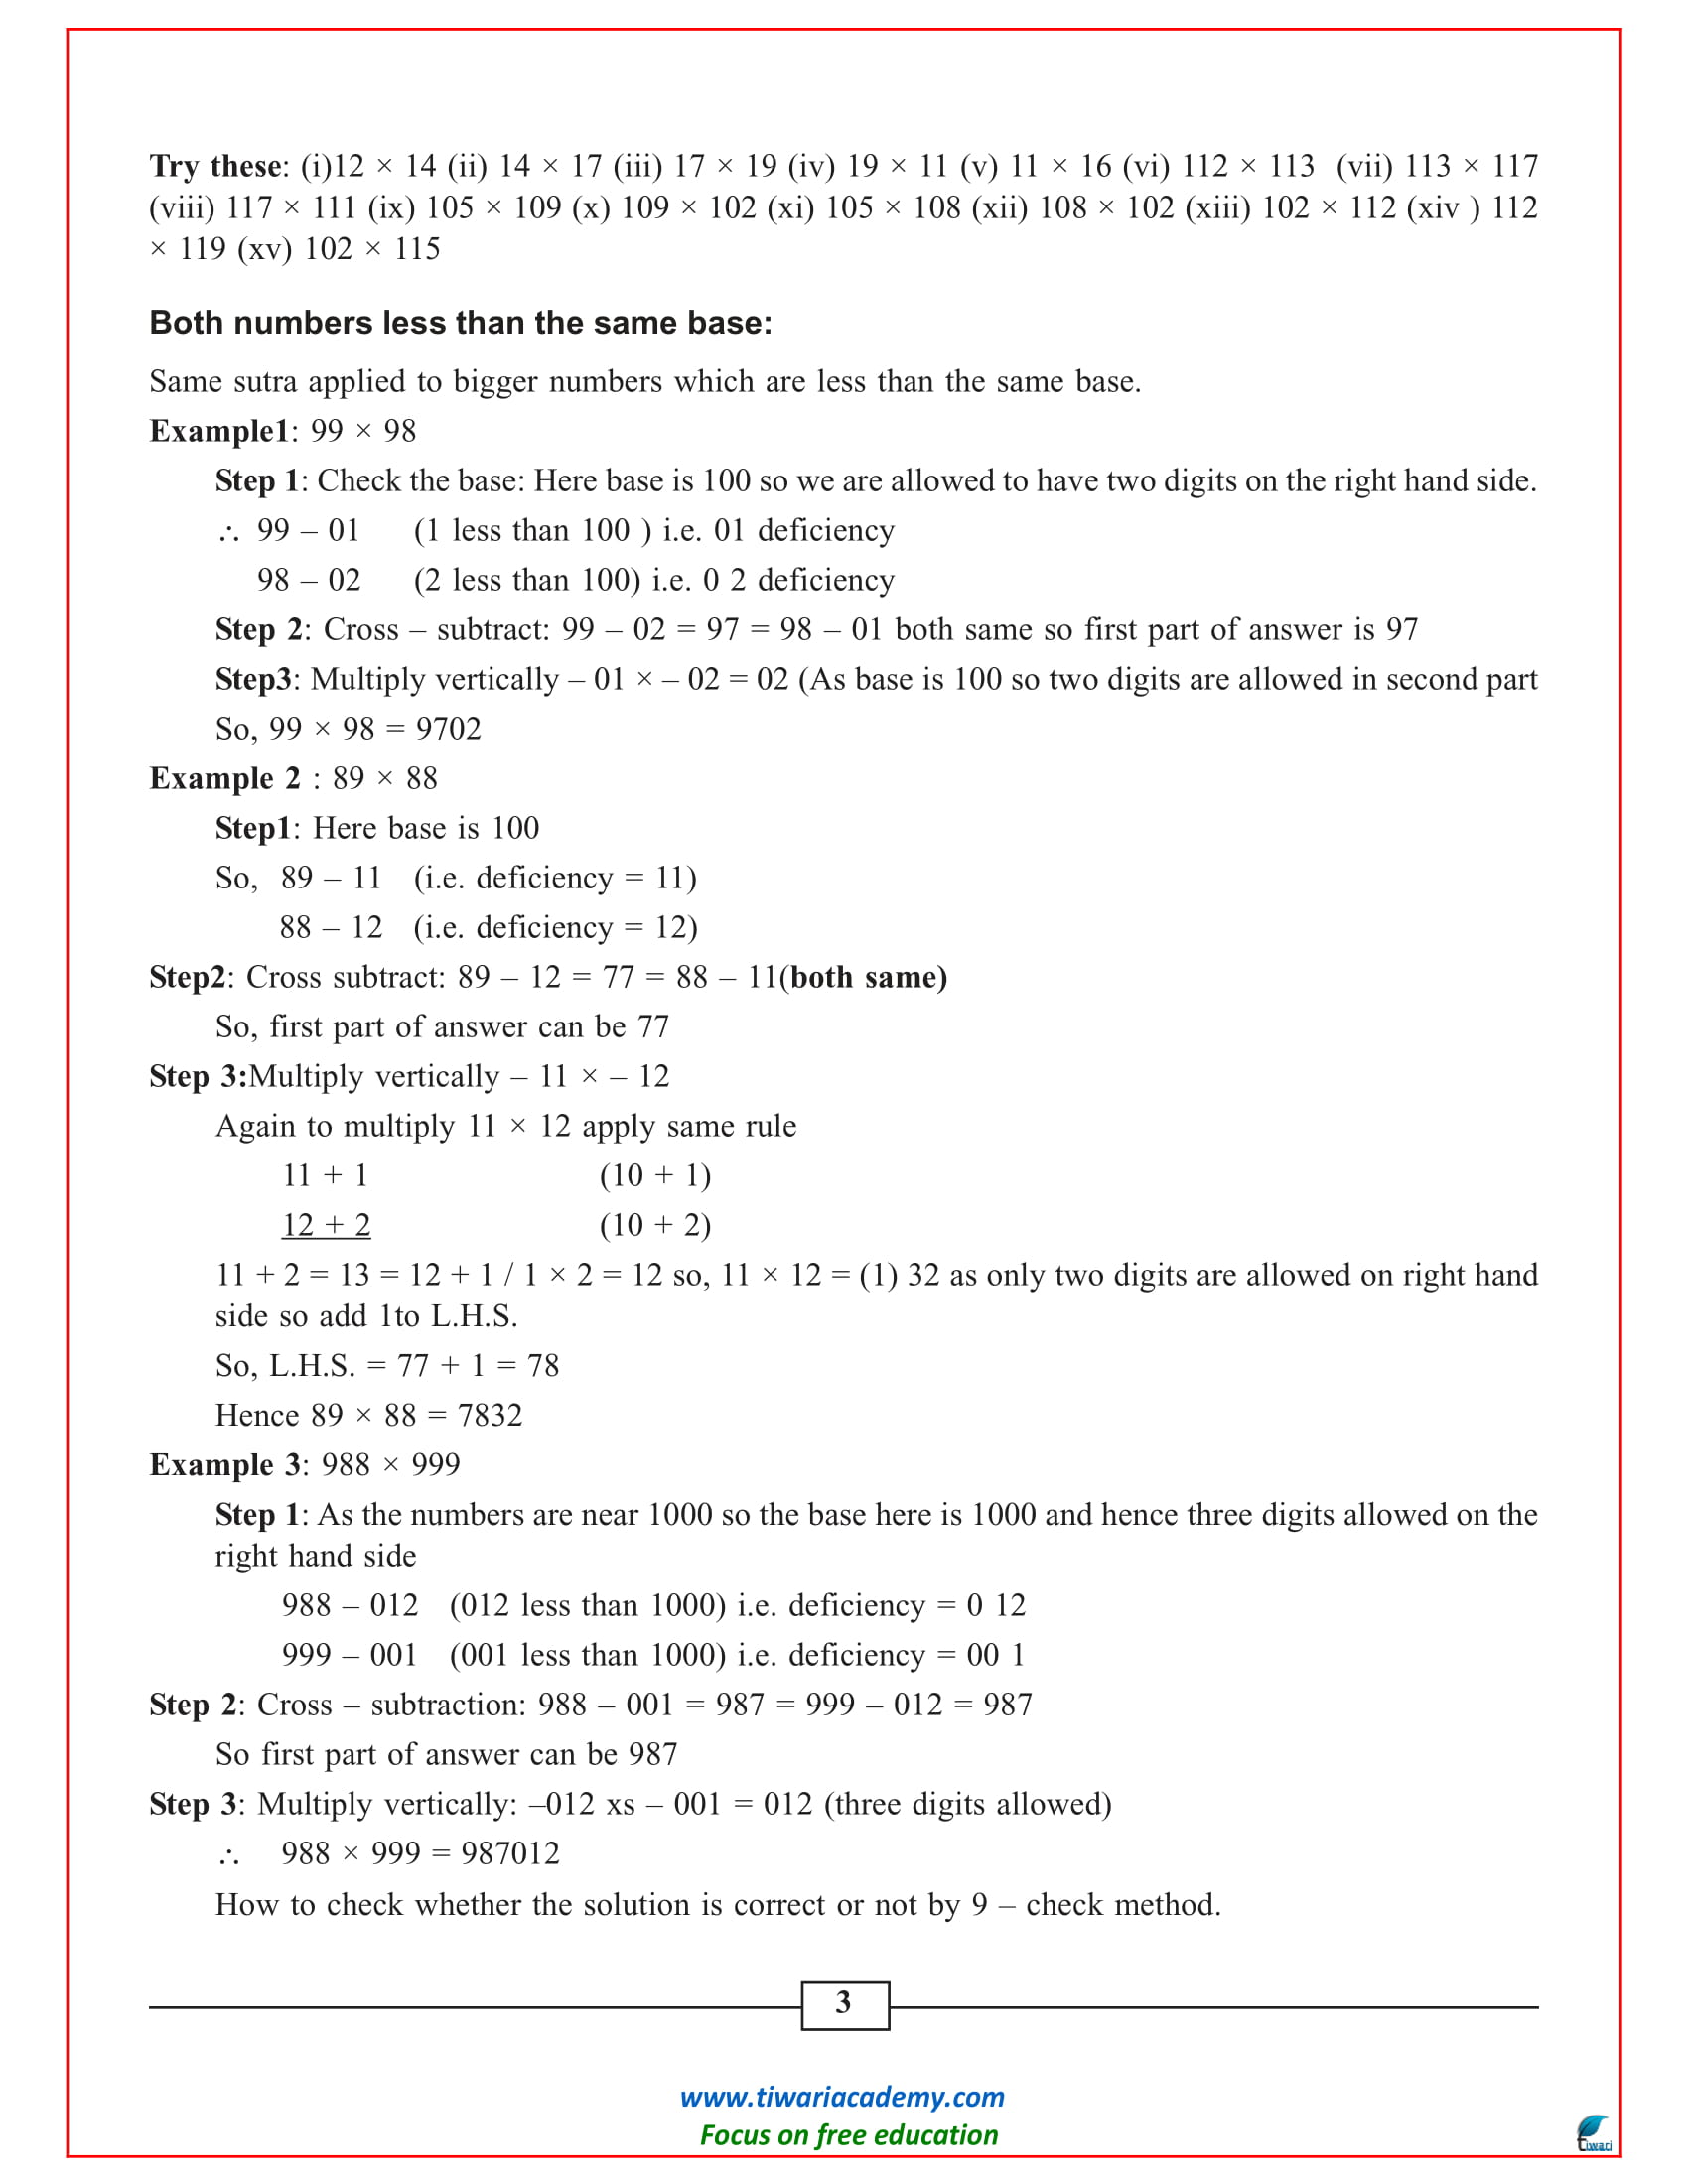 Try these: (i)12 × 14 (ii) 14 × 17 (iii) 17 × 19 (iv) 19 × 11 (v) 11 × 16 (vi) 112 × 113 (vii) 113 × 117
(viii) 117 × 111 (ix) 105 × 109 (x) 109 × 102 (xi) 105 × 108 (xii) 108 × 102 (xiii) 102 × 112 (xiv ) 112
× 119 (xv) 102 × 115
Both numbers less than the same base:
Same sutra applied to bigger numbers which are less than the same base.
Example1: 99 × 98
Step 1: Check the base: Here base is 100 so we are allowed to have two digits on the right hand side.
∴ 99 – 01 (1 less than 100 ) i.e. 01 deficiency
98 – 02 (2 less than 100) i.e. 0 2 deficiency
Step 2: Cross – subtract: 99 – 02 = 97 = 98 – 01 both same so first part of answer is 97
Step3: Multiply vertically – 01 × – 02 = 02 (As base is 100 so two digits are allowed in second part
So, 99 × 98 = 9702
Example 2 : 89 × 88
Step1: Here base is 100
So, 89 – 11 (i.e. deficiency = 11)
88 – 12 (i.e. deficiency = 12)
Step2: Cross subtract: 89 – 12 = 77 = 88 – 11(both same)
So, first part of answer can be 77
Step 3:Multiply vertically – 11 × – 12
Again to multiply 11 × 12 apply same rule
11 + 1 (10 + 1)
12 + 2 (10 + 2)
11 + 2 = 13 = 12 + 1 / 1 × 2 = 12 so, 11 × 12 = (1) 32 as only two digits are allowed on right hand
side so add 1to L.H.S.
So, L.H.S. = 77 + 1 = 78
Hence 89 × 88 = 7832
Example 3: 988 × 999
Step 1: As the numbers are near 1000 so the base here is 1000 and hence three digits allowed on the
right hand side
988 – 012 (012 less than 1000) i.e. deficiency = 0 12
999 – 001 (001 less than 1000) i.e. deficiency = 00 1
Step 2: Cross – subtraction: 988 – 001 = 987 = 999 – 012 = 987
So first part of answer can be 987
Step 3: Multiply vertically: –012 xs – 001 = 012 (three digits allowed)
∴ 988 × 999 = 987012
How to check whether the solution is correct or not by 9 – check method.
3
www.tiwariacademy.com
Focus on free education
Tiwari